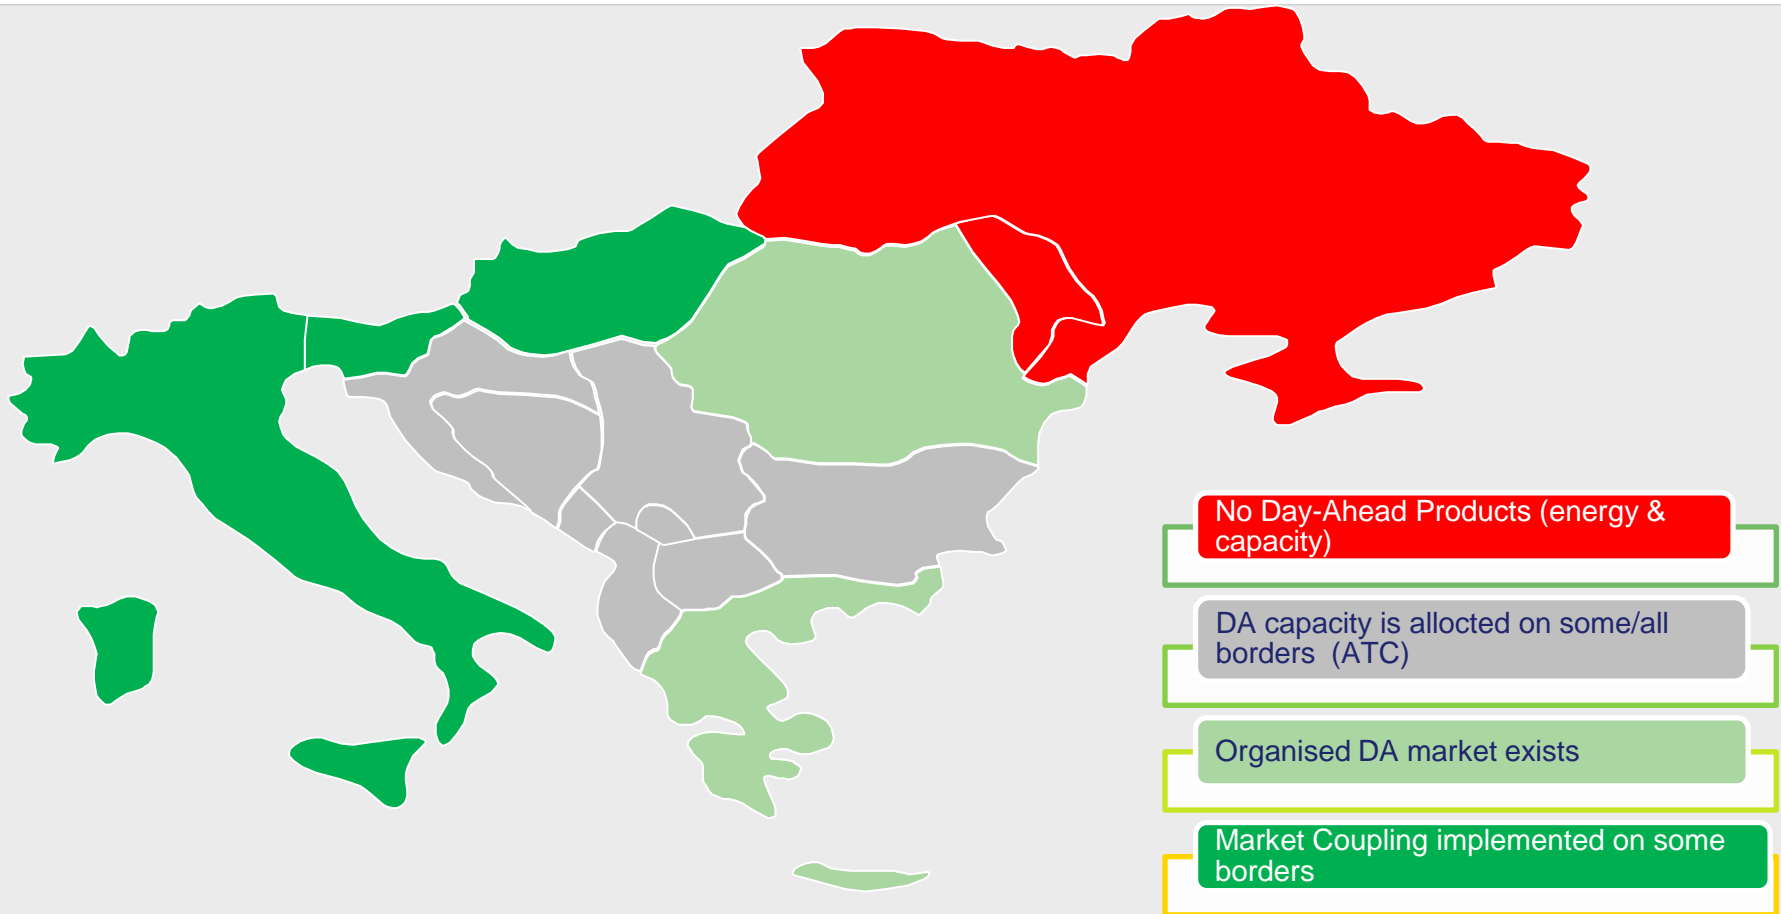 No Day-Ahead Products (energy &
capacity)
DA capacity is allocted on some/all
borders (ATC)
Organised DA market exists
Market Coupling implemented on some
borders